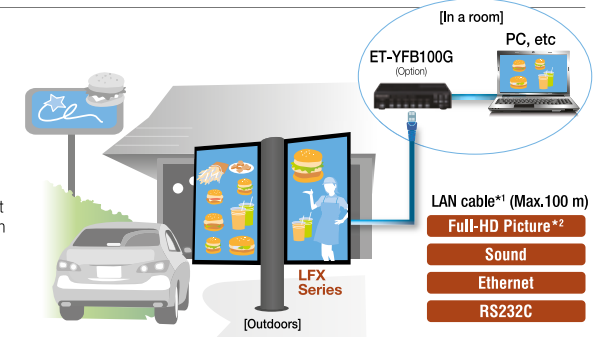 [In a room]
PC, etc
ET-YFB100G
(Option)
LAN cable*1 (Max.100 m)
Full-HD Picture*2
Sound
Ethernet
RS232C
LFX
Series
[Outdoors]